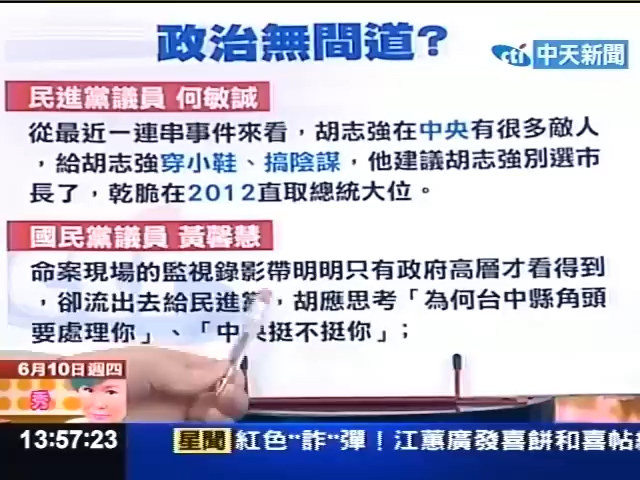 政治無間道?
cti 中天新聞
民進黨議員 何敏誠
從最近一連串事件來看，胡志強在中央有很多敵人
，給胡志強穿小鞋、搞陰謀，他建議胡志強別選市
長了，乾脆在2012直取總統大位。
國民黨議員 黃馨慧
命案現場的監視錄影帶明明只有政府高層才看得到
，卻流出去給民進黨，胡應思考「為何台中縣角頭
要處理你」、「中央挺不挺你」；
6月10日週四
秀
13:57:23
星聞 紅色"詐"彈！江蕙廣發喜餅和喜帖